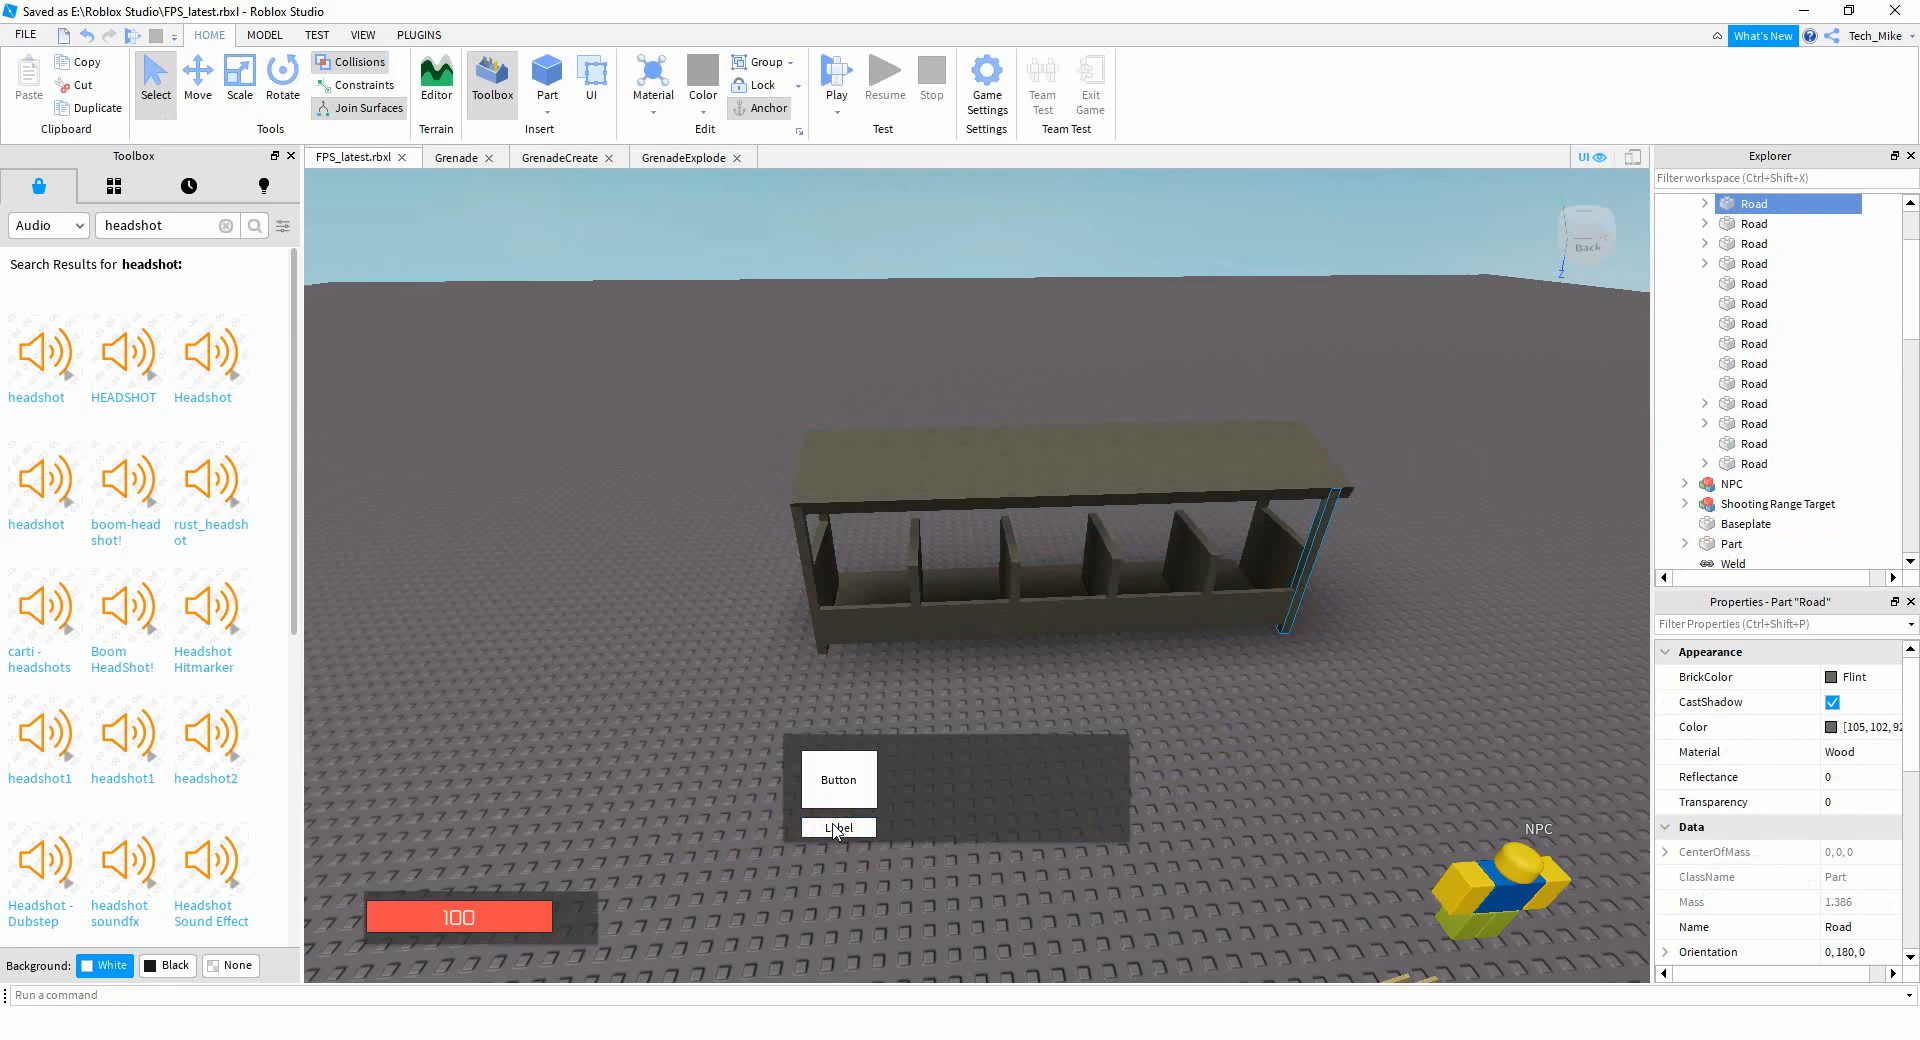 Saved as E:\Roblox Studio\FPS_latest.rbxl - Roblox Studio
FILE HOME MODEL TEST VIEW PLUGINS What's New Tech_Mike
Paste Copy Cut Duplicate Clipboard
Select Move Scale Rotate Collisions Constraints Join Surfaces Tools
Editor Terrain
Toolbox Part UI Insert
Material Color Group Lock Anchor Edit
Play Resume Stop Test
Game Settings Settings
Team Test Exit Game Team Test
Toolbox
Audio headshot
Search Results for headshot:
headshot HEADSHOT Headshot
headshot boom-head shot! rust_headsh ot
carti - headshots Boom HeadShot! Headshot Hitmarker
headshot1 headshot1 headshot2
Headshot - Dubstep headshot soundfx Headshot Sound Effect
Background: White Black None
FPS_latest.rbxl Grenade GrenadeCreate GrenadeExplode UI
Back
Z
Button
Label
100
NPC
Explorer
Filter workspace (Ctrl+Shift+X)
Road
Road
Road
Road
Road
Road
Road
Road
Road
Road
Road
Road
Road
Road
NPC
Shooting Range Target
Baseplate
Part
Weld
Properties - Part "Road"
Filter Properties (Ctrl+Shift+P)
Appearance
BrickColor Flint
CastShadow
Color [105, 102, 92
Material Wood
Reflectance 0
Transparency 0
Data
CenterOfMass 0, 0, 0
ClassName Part
Mass 1.386
Name Road
Orientation 0, 180, 0
Run a command